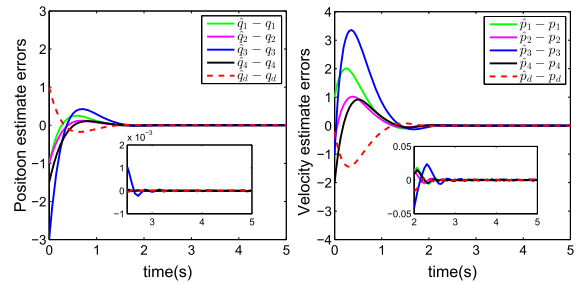 3
2
1
0
−1
−2
−3
Positoon estimate errors
q̂1 − q1
q̂2 − q2
q̂3 − q3
q̂4 − q4
q̂d − qd
x 10⁻³
2
1
0
−1
3
4
5
0
1
2
3
4
5
time(s)
4
3
2
1
0
−1
−2
−3
−4
Velocity estimate errors
p̂1 − p1
p̂2 − p2
p̂3 − p3
p̂4 − p4
p̂d − pd
0.05
0
−0.05
2
3
4
5
0
1
2
3
4
5
time(s)